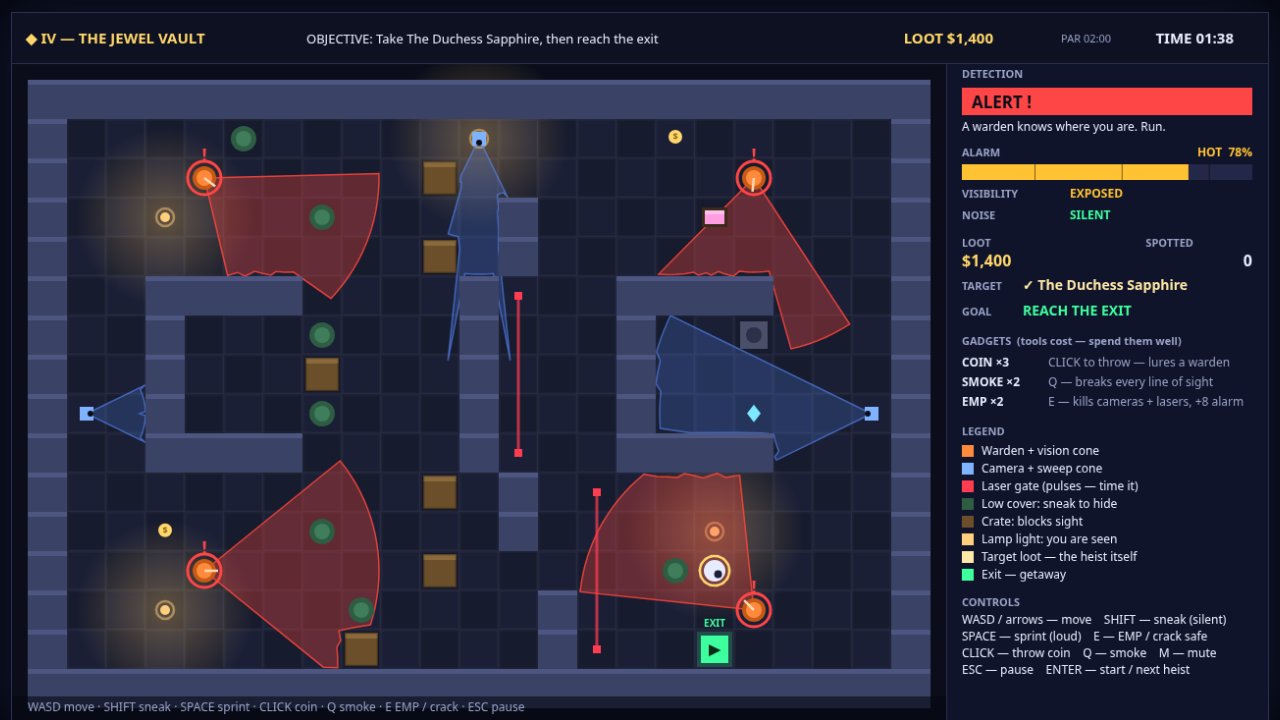 ◆ IV — THE JEWEL VAULT
OBJECTIVE: Take The Duchess Sapphire, then reach the exit
LOOT $1,400
PAR 02:00
TIME 01:38
DETECTION
ALERT !
A warden knows where you are. Run.
ALARM HOT 78%
VISIBILITY EXPOSED
NOISE SILENT
LOOT SPOTTED
$1,400 0
TARGET ✓ The Duchess Sapphire
GOAL REACH THE EXIT
GADGETS (tools cost — spend them well)
COIN ×3 CLICK to throw — lures a warden
SMOKE ×2 Q — breaks every line of sight
EMP ×2 E — kills cameras + lasers, +8 alarm
LEGEND
Warden + vision cone
Camera + sweep cone
Laser gate (pulses — time it)
Low cover: sneak to hide
Crate: blocks sight
Lamp light: you are seen
Target loot — the heist itself
Exit — getaway
CONTROLS
WASD / arrows — move SHIFT — sneak (silent)
SPACE — sprint (loud) E — EMP / crack safe
CLICK — throw coin Q — smoke M — mute
ESC — pause ENTER — start / next heist
!
!
$
$
!
!
EXIT
WASD move · SHIFT sneak · SPACE sprint · CLICK coin · Q smoke · E EMP / crack · ESC pause